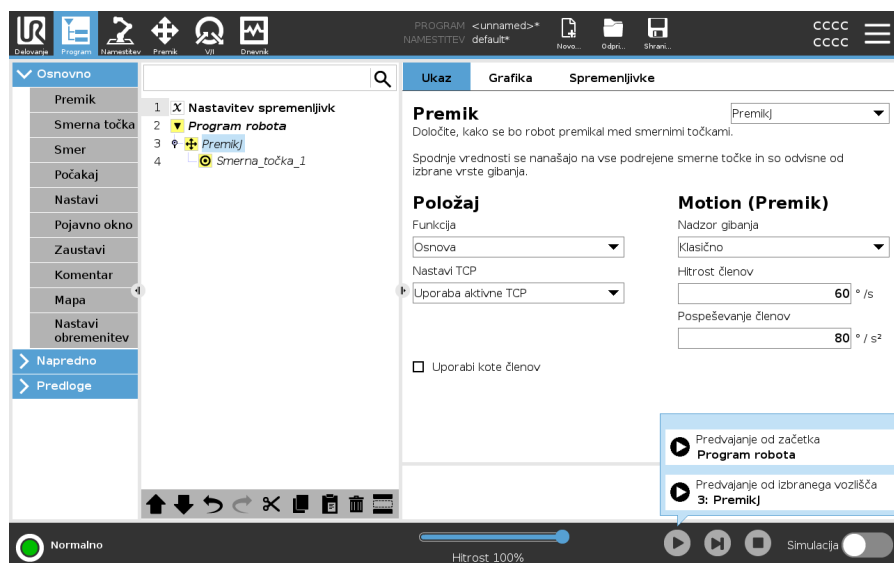 PROGRAM <unnamed>*
NAMESTITEV default*
CCCC
CCCC
Delovanje Program Namestitev Premik V/I Dnevnik Novo... Odpri... Shrani...
Osnovno
Premik
Smerna točka
Smer
Počakaj
Nastavi
Pojavno okno
Zaustavi
Komentar
Mapa
Nastavi
obremenitev
Napredno
Predloge
1 X Nastavitev spremenljivk
2 Program robota
3 PremikJ
4 Smerna_točka_1
Ukaz Grafika Spremenljivke
Premik
PremikJ
Določite, kako se bo robot premikal med smernimi točkami.
Spodnje vrednosti se nanašajo na vse podrejene smerne točke in so odvisne od
izbrane vrste gibanja.
Položaj
Funkcija
Osnova
Nastavi TCP
Uporaba aktivne TCP
Uporabi kote členov
Motion (Premik)
Nadzor gibanja
Klasično
Hitrost členov
60 °/s
Pospeševanje členov
80 ° / s²
Predvajanje od začetka
Program robota
Predvajanje od izbranega vozlišča
3: PremikJ
Normalno
Hitrost 100%
Simulacija